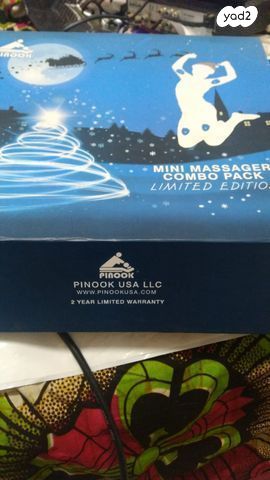 yad2
PINOOK
MINI MASSAGER
COMBO PACK
LIMITED EDITION
PINOOK
PINOOK USA LLC
WWW.PINOOKUSA.COM
2 YEAR LIMITED WARRANTY